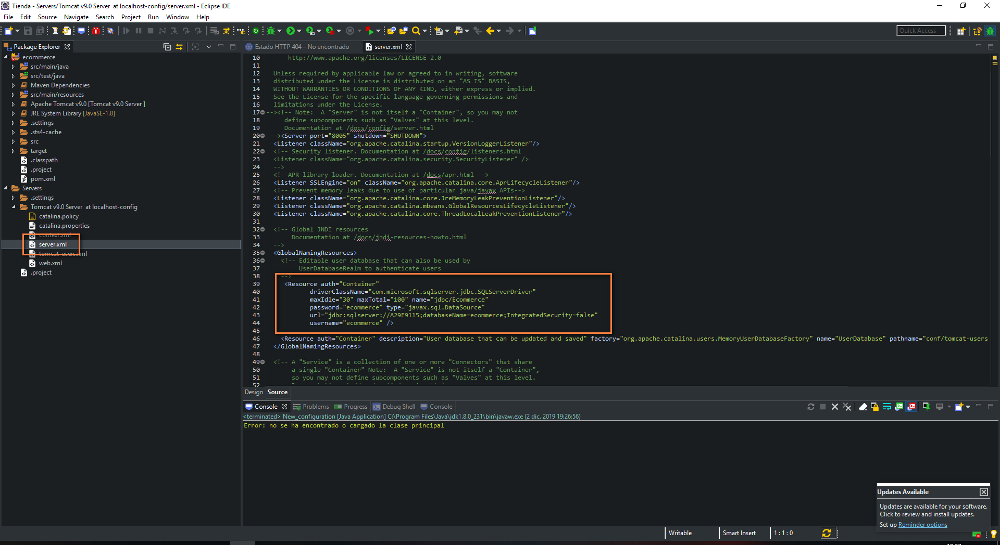 Tienda - Servers/Tomcat v9.0 Server at localhost-config/server.xml - Eclipse IDE
File Edit Source Navigate Search Project Run Window Help
Quick Access
Package Explorer
ecommerce
src/main/java
src/test/java
Maven Dependencies
src/main/resources
Apache Tomcat v9.0 [Tomcat v9.0 Server ]
JRE System Library [JavaSE-1.8]
.settings
.sts4-cache
src
target
.classpath
.project
pom.xml
Servers
.settings
Tomcat v9.0 Server at localhost-config
catalina.policy
catalina.properties
context.xml
server.xml
tomcat-users.xml
web.xml
.project
Estado HTTP 404 – No encontrado server.xml
10 http://www.apache.org/licenses/LICENSE-2.0
11
12 Unless required by applicable law or agreed to in writing, software
13 distributed under the License is distributed on an "AS IS" BASIS,
14 WITHOUT WARRANTIES OR CONDITIONS OF ANY KIND, either express or implied.
15 See the License for the specific language governing permissions and
16 limitations under the License.
17 --><!-- Note: A "Server" is not itself a "Container", so you may not
18 define subcomponents such as "Valves" at this level.
19 Documentation at /docs/config/server.html
20 --><Server port="8005" shutdown="SHUTDOWN">
21 <Listener className="org.apache.catalina.startup.VersionLoggerListener"/>
22 <!-- Security listener. Documentation at /docs/config/listeners.html
23 <Listener className="org.apache.catalina.security.SecurityListener" />
24 -->
25 <!--APR library loader. Documentation at /docs/apr.html -->
26 <Listener SSLEngine="on" className="org.apache.catalina.core.AprLifecycleListener"/>
27 <!-- Prevent memory leaks due to use of particular java/javax APIs-->
28 <Listener className="org.apache.catalina.core.JreMemoryLeakPreventionListener"/>
29 <Listener className="org.apache.catalina.mbeans.GlobalResourcesLifecycleListener"/>
30 <Listener className="org.apache.catalina.core.ThreadLocalLeakPreventionListener"/>
31
32 <!-- Global JNDI resources
33 Documentation at /docs/jndi-resources-howto.html
34 -->
35 <GlobalNamingResources>
36 <!-- Editable user database that can also be used by
37 UserDatabaseRealm to authenticate users
38 -->
39 <Resource auth="Container"
40 driverClassName="com.microsoft.sqlserver.jdbc.SQLServerDriver"
41 maxIdle="30" maxTotal="100" name="jdbc/Ecommerce"
42 password="ecommerce" type="javax.sql.DataSource"
43 url="jdbc:sqlserver://A29E9115;databaseName=ecommerce;IntegratedSecurity=false"
44 username="ecommerce" />
45
46 <Resource auth="Container" description="User database that can be updated and saved" factory="org.apache.catalina.users.MemoryUserDatabaseFactory" name="UserDatabase" pathname="conf/tomcat-users
47 </GlobalNamingResources>
48
49 <!-- A "Service" is a collection of one or more "Connectors" that share
50 a single "Container" Note: A "Service" is not itself a "Container",
51 so you may not define subcomponents such as "Valves" at this level.
52
Design Source
Console Problems Progress Debug Shell Console
<terminated> New_configuration [Java Application] C:\Program Files\Java\jdk1.8.0_231\bin\javaw.exe (2 dic. 2019 19:26:56)
Error: no se ha encontrado o cargado la clase principal
Updates Available
Updates are available for your software.
Click to review and install updates.
Set up Reminder options
Writable Smart Insert 1 : 1 : 0